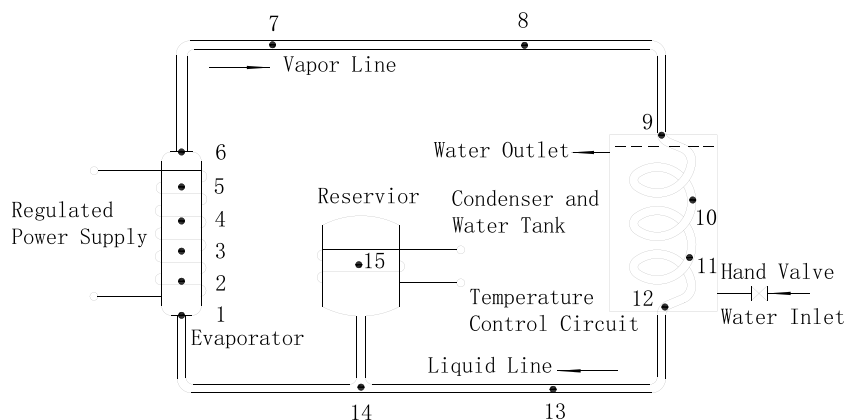 7
8
Vapor Line
9
6
Water Outlet
5
Reservior
Condenser and
Water Tank
Regulated
Power Supply
4
10
3
15
11
Hand Valve
2
Temperature
Control Circuit
12
1
Water Inlet
Evaporator
Liquid Line
14
13